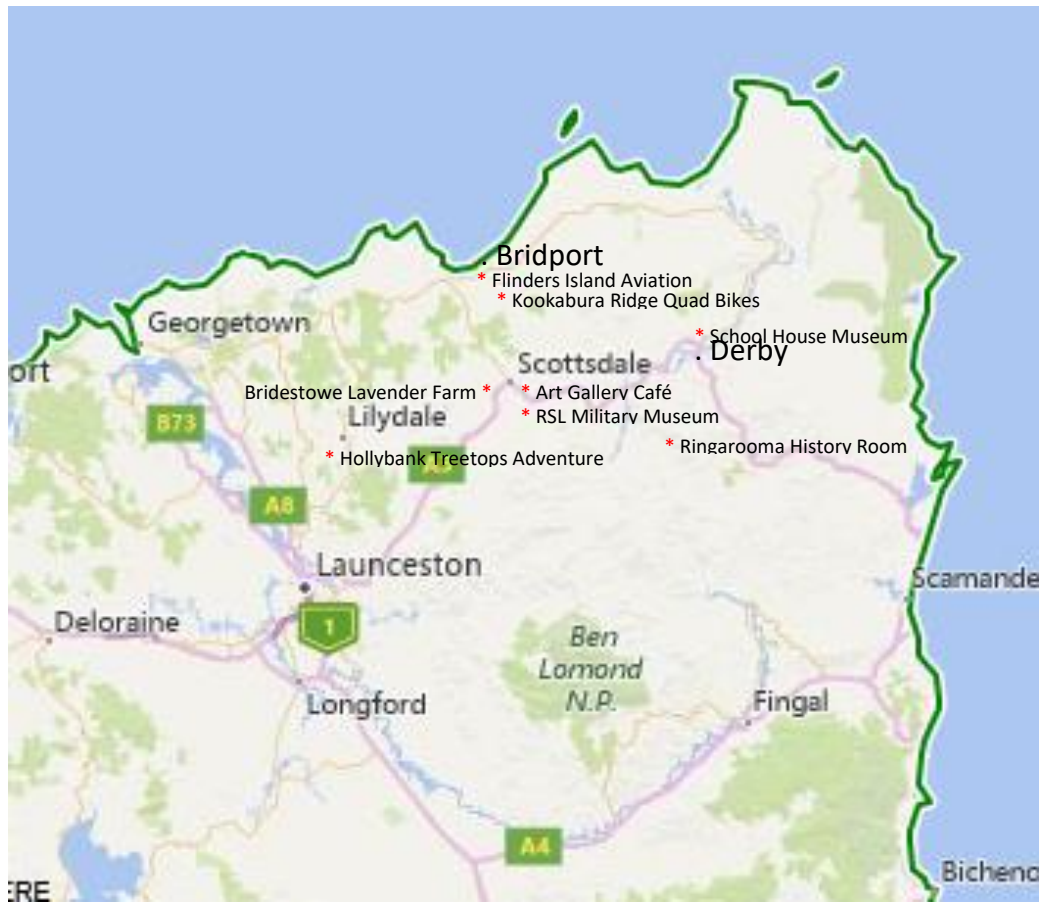 . Bridport
* Flinders Island Aviation
* Kookabura Ridge Quad Bikes
Georgetown
* School House Museum
. Derby
ort
Scottsdale
Bridestowe Lavender Farm *
* Art Gallery Café
Lilydale
* RSL Military Museum
B73
* Ringarooma History Room
* Hollybank Treetops Adventure
A8
Launceston
Scamande
Deloraine
1
Ben
Lomond
N.P.
Longford
Fingal
A4
Bicheno
ERE